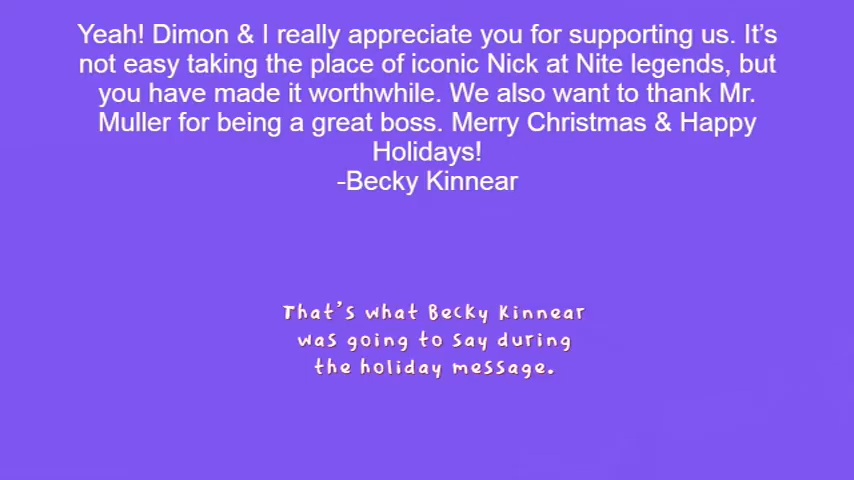 Yeah! Dimon & I really appreciate you for supporting us. It’s
not easy taking the place of iconic Nick at Nite legends, but
you have made it worthwhile. We also want to thank Mr.
Muller for being a great boss. Merry Christmas & Happy
Holidays!
-Becky Kinnear
That’s what Becky Kinnear
was going to say during
the holiday message.